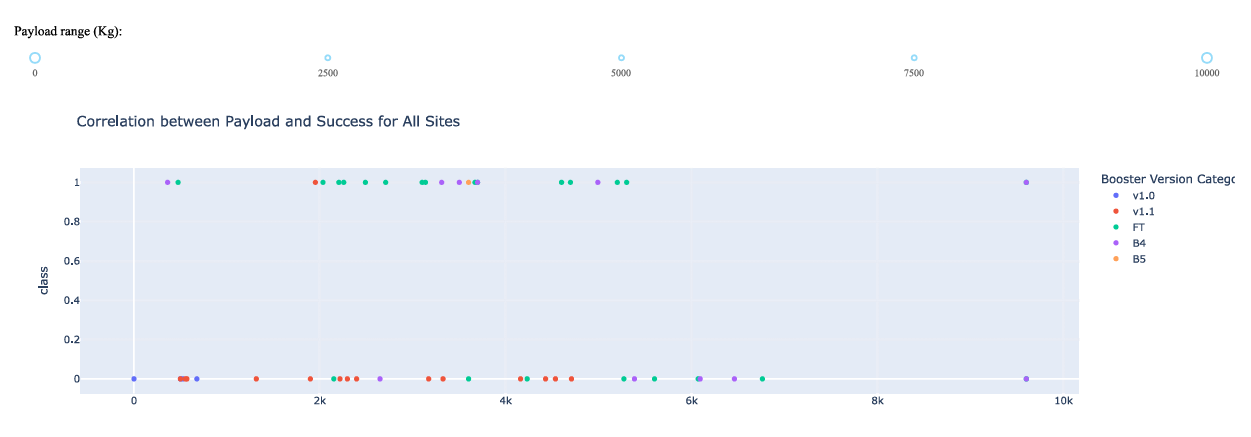 Payload range (Kg):
0 2500 5000 7500 10000
Correlation between Payload and Success for All Sites
Booster Version Catego
v1.0
v1.1
FT
B4
B5
class
1
0.8
0.6
0.4
0.2
0
0 2k 4k 6k 8k 10k